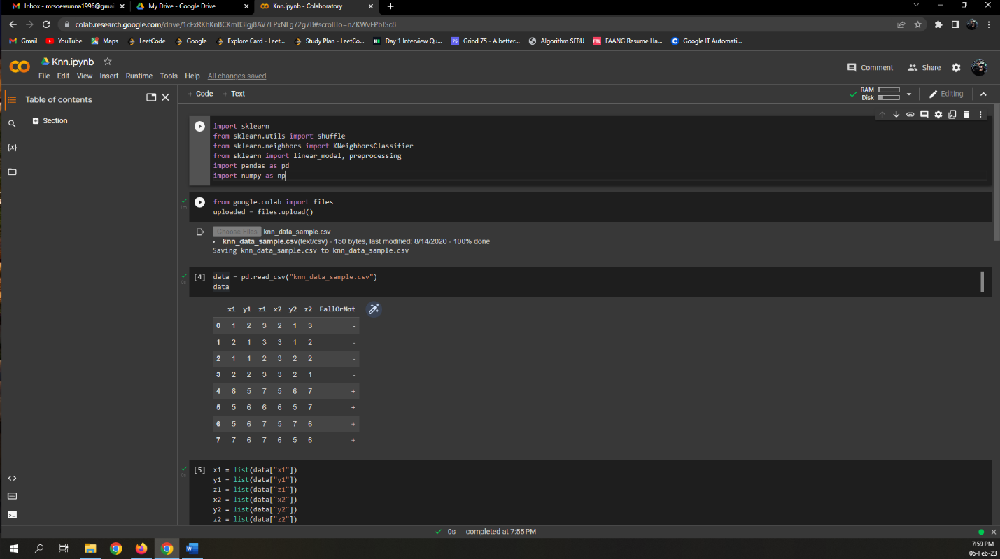 Inbox - mrsoewunna1996@gmai
My Drive - Google Drive
Knn.ipynb - Colaboratory
colab.research.google.com/drive/1cFxRKhKnBCKmB3Igj8AV7EPxNLg72g7B#scrollTo=nZKWvFPbJSc8
Gmail YouTube Maps LeetCode Google Explore Card - Leet... Study Plan - LeetCo... Day 1 Interview Qu... 75 Grind 75 - A better... Algorithm SFBU FTL FAANG Resume Ha... Google IT Automati...
CO Knn.ipynb
Comment Share
File Edit View Insert Runtime Tools Help All changes saved
+ Code + Text
RAM
Disk
Editing
Table of contents
Section
{x}
import sklearn
from sklearn.utils import shuffle
from sklearn.neighbors import KNeighborsClassifier
from sklearn import linear_model, preprocessing
import pandas as pd
import numpy as np
from google.colab import files
uploaded = files.upload()
1m
Choose Files knn_data_sample.csv
• knn_data_sample.csv(text/csv) - 150 bytes, last modified: 8/14/2020 - 100% done
Saving knn_data_sample.csv to knn_data_sample.csv
[4] data = pd.read_csv("knn_data_sample.csv")
0s
data
x1 y1 z1 x2 y2 z2 FallOrNot
0 1 2 3 2 1 3 -
1 2 1 3 3 1 2 -
2 1 1 2 3 2 2 -
3 2 2 3 3 2 1 -
4 6 5 7 5 6 7 +
5 5 6 6 6 5 7 +
6 5 6 7 5 7 6 +
7 7 6 7 6 5 6 +
[5] x1 = list(data["x1"])
0s
y1 = list(data["y1"])
z1 = list(data["z1"])
x2 = list(data["x2"])
y2 = list(data["y2"])
z2 = list(data["z2"])
0s completed at 7:55 PM
7:59 PM
06-Feb-23